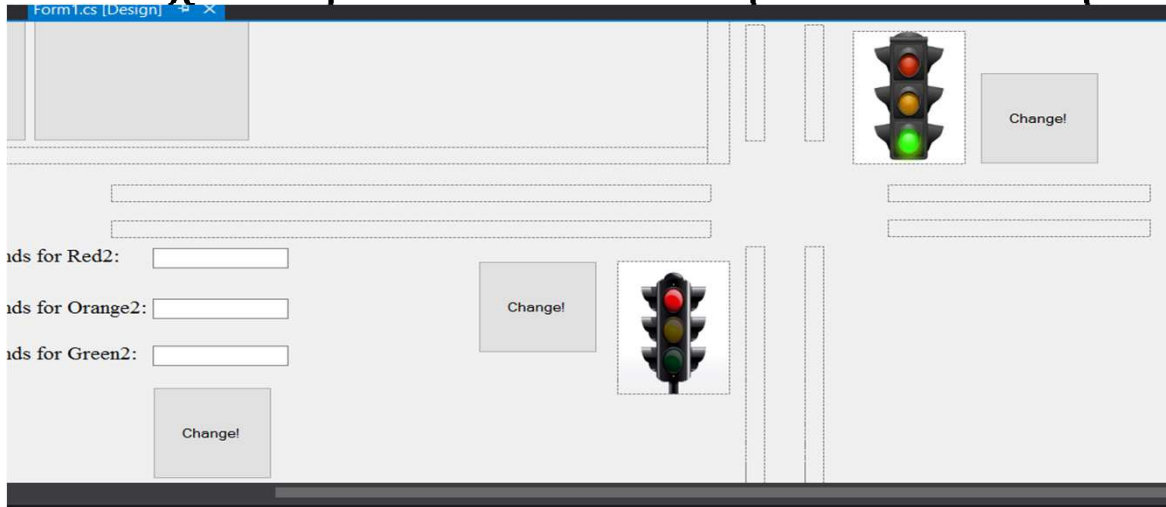 Form1.cs [Design]
Change!
nds for Red2:
Change!
nds for Orange2:
nds for Green2:
Change!